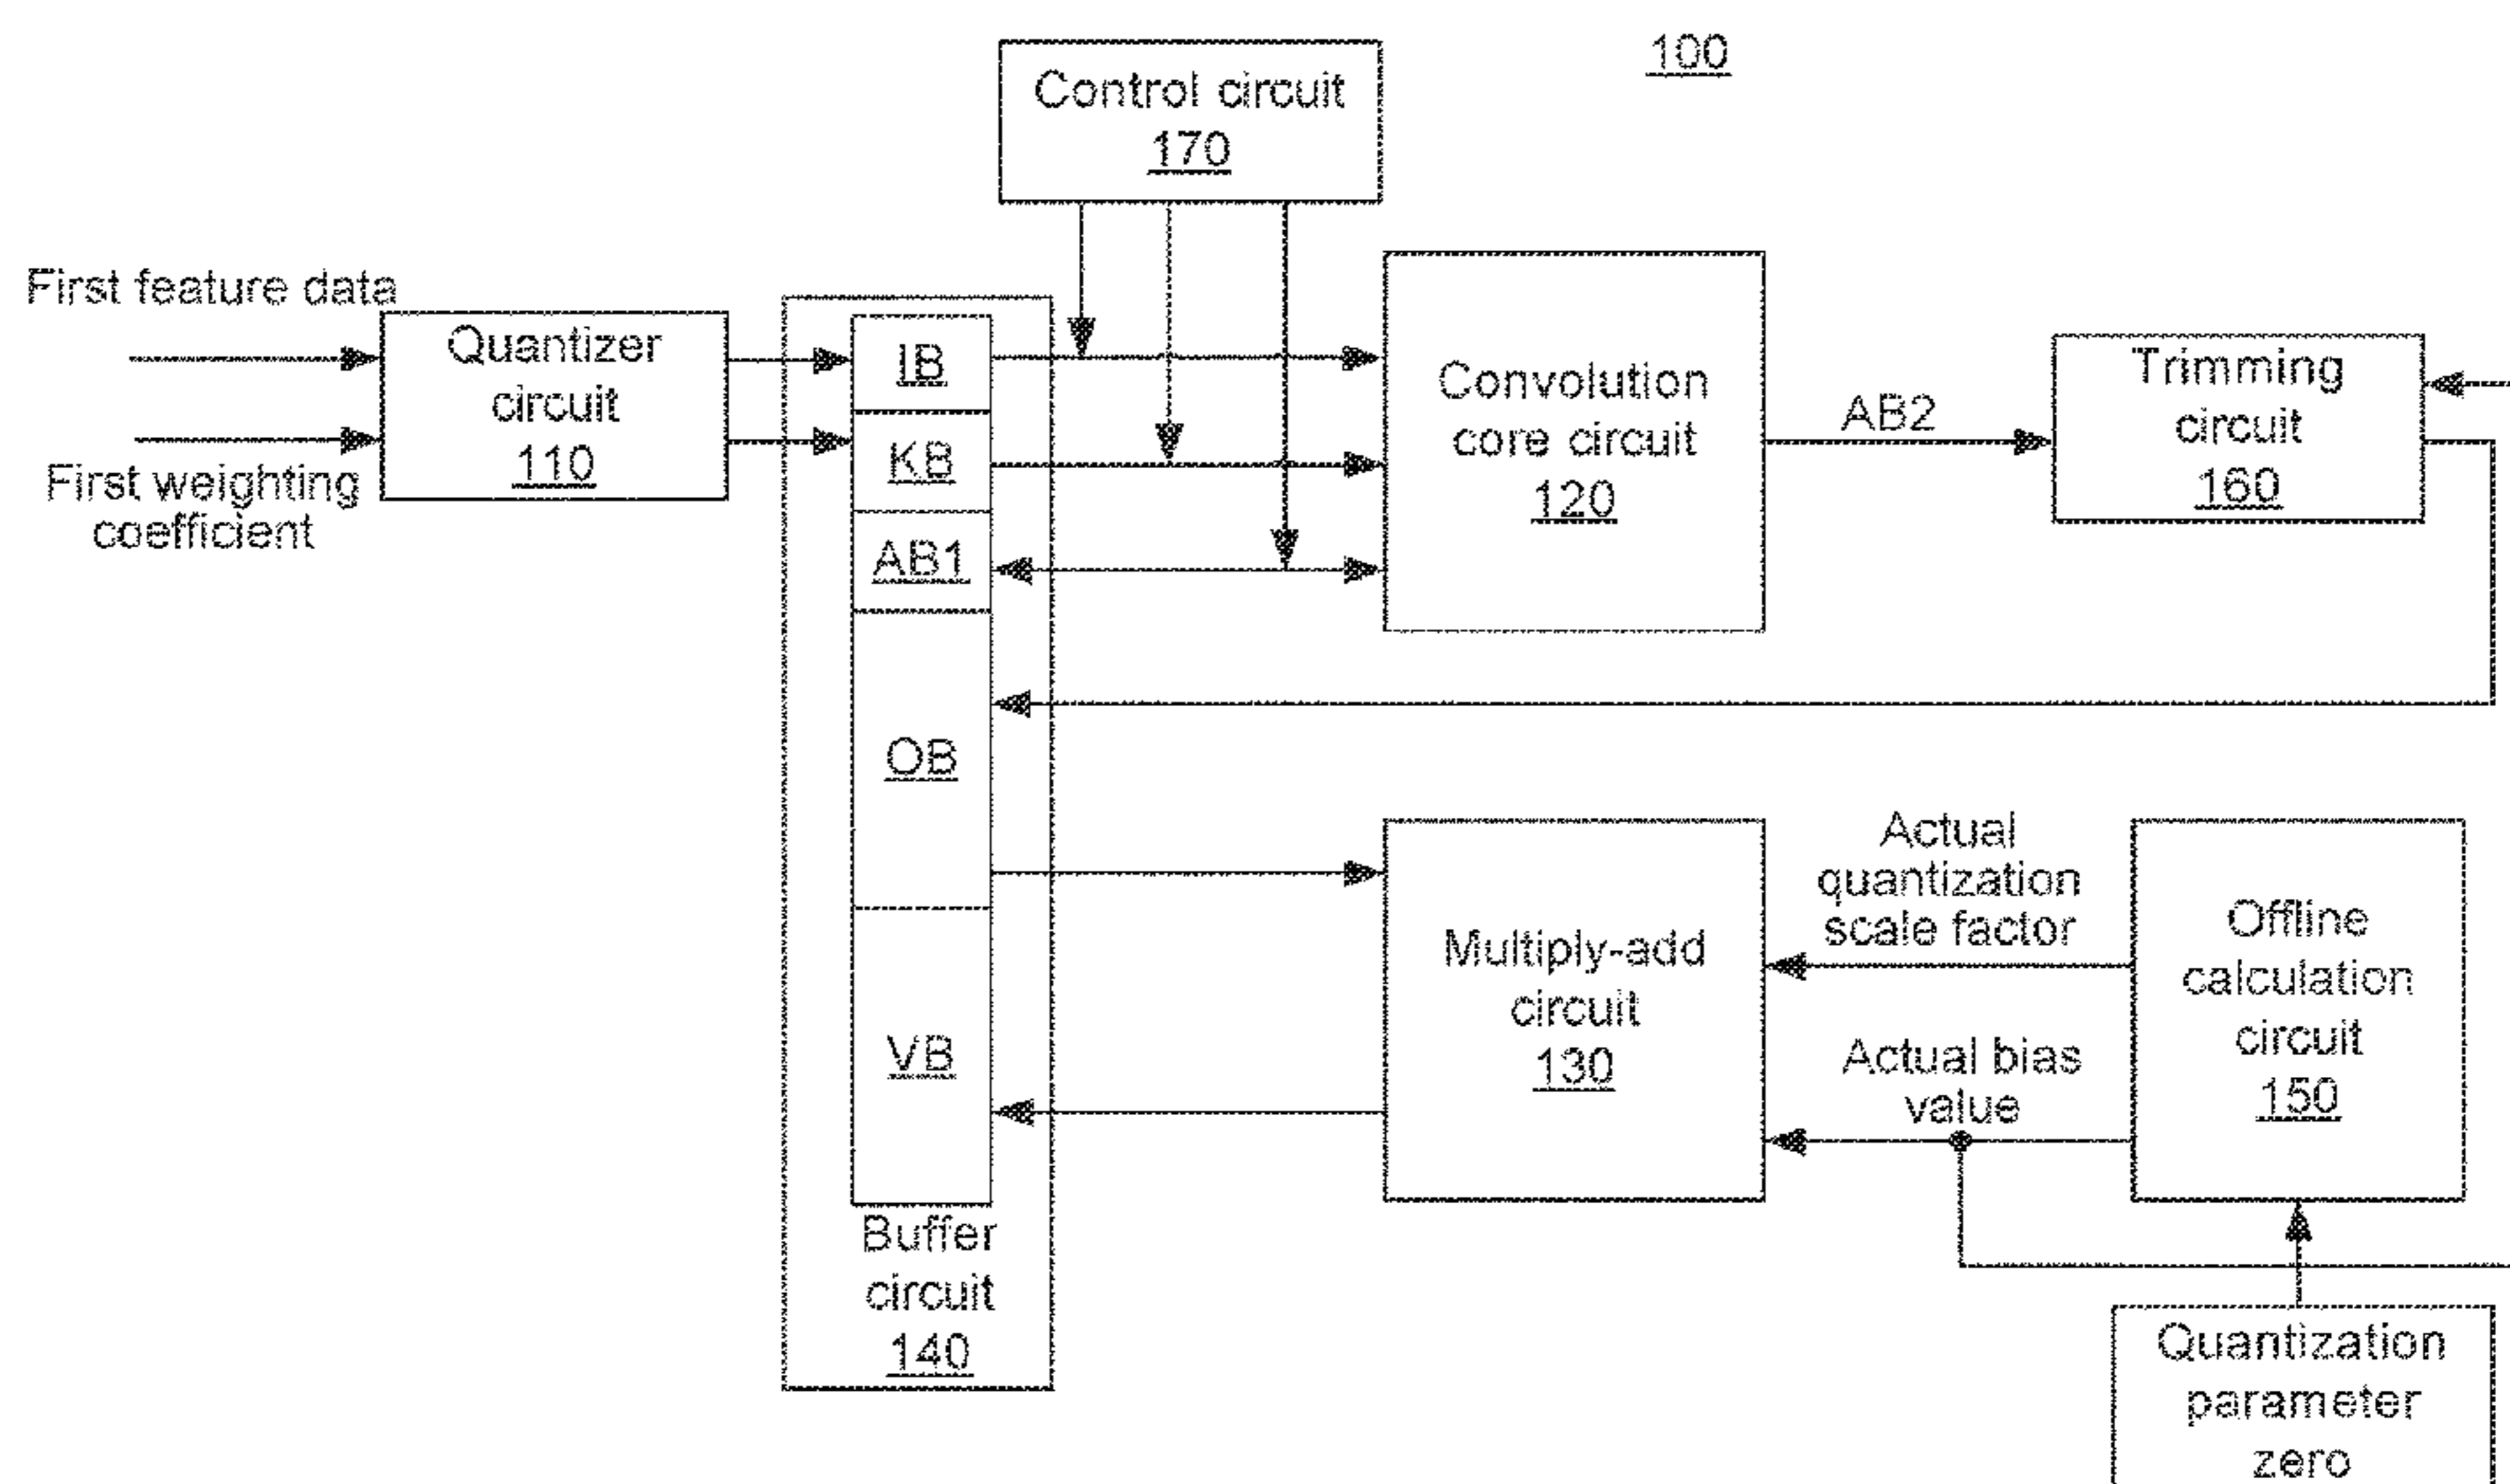 100
Control circuit
170
First feature data
Quantizer
circuit
110
First weighting
coefficient
IB
KB
AB1
OB
VB
Buffer
circuit
140
Convolution
core circuit
120
AB2
Trimming
circuit
160
Multiply-add
circuit
130
Actual
quantization
scale factor
Actual bias
value
Offline
calculation
circuit
150
Quantization
parameter
zero